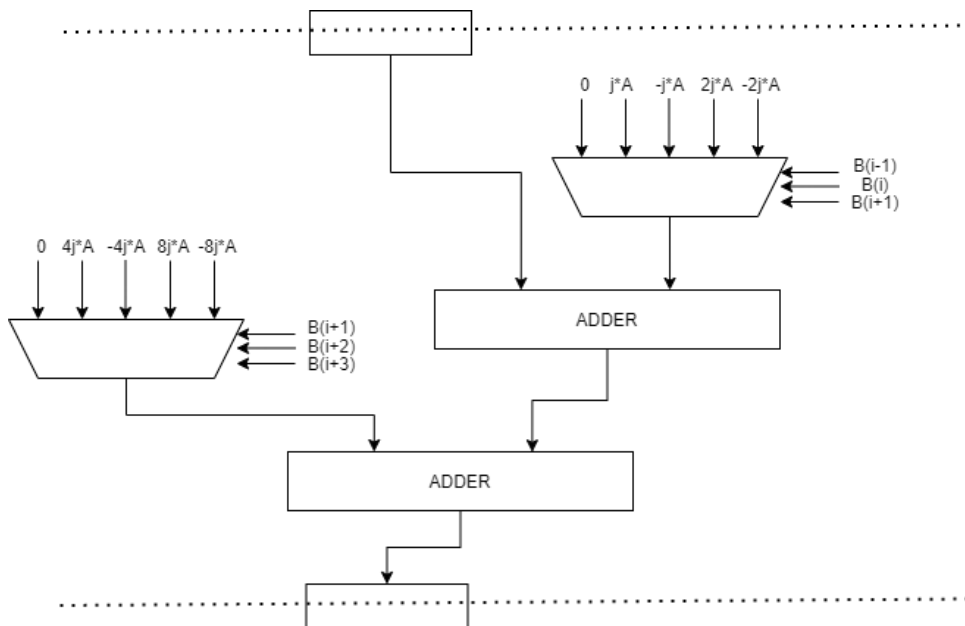 0 j*A -j*A 2j*A -2j*A
B(i-1)
B(i)
B(i+1)
0 4j*A -4j*A 8j*A -8j*A
ADDER
B(i+1)
B(i+2)
B(i+3)
ADDER